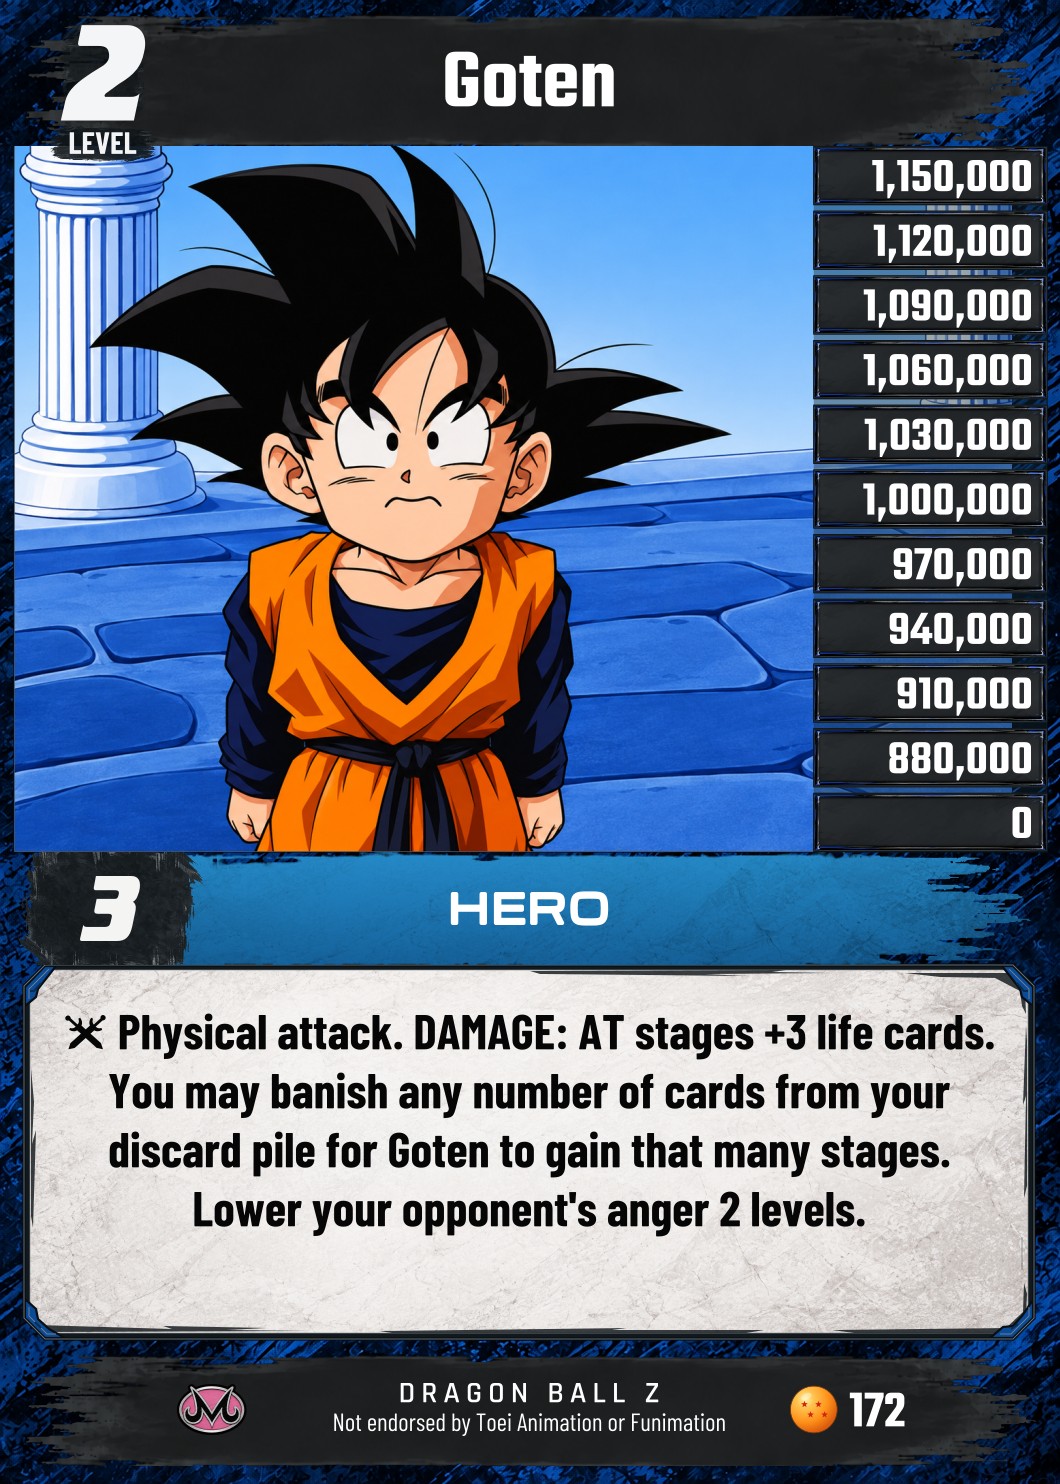 2
LEVEL
Goten
1,150,000
1,120,000
1,090,000
1,060,000
1,030,000
1,000,000
970,000
940,000
910,000
880,000
0
3
HERO
Physical attack. DAMAGE: AT stages +3 life cards.
You may banish any number of cards from your
discard pile for Goten to gain that many stages.
Lower your opponent's anger 2 levels.
M
DRAGON BALL Z
Not endorsed by Toei Animation or Funimation
172